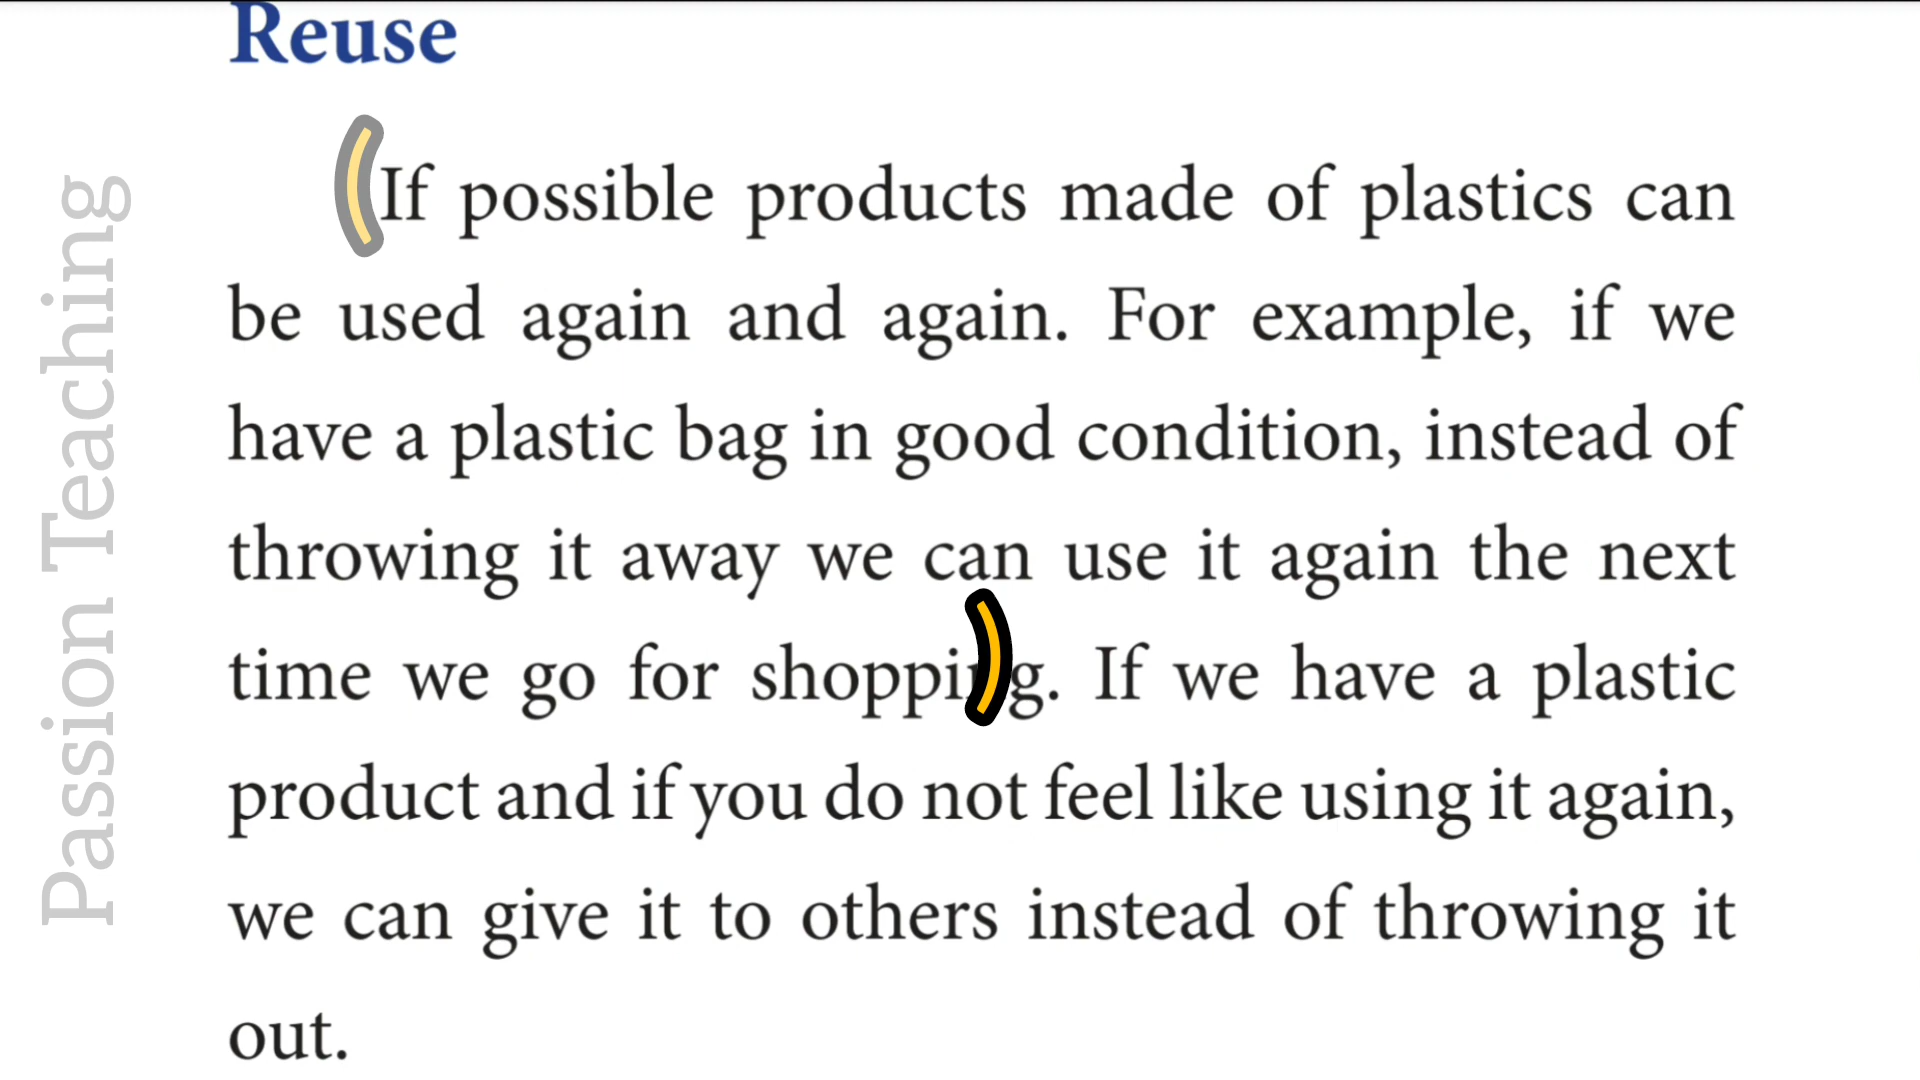 Reuse
If possible products made of plastics can
be used again and again. For example, if we
have a plastic bag in good condition, instead of
throwing it away we can use it again the next
time we go for shopping. If we have a plastic
product and if you do not feel like using it again,
we can give it to others instead of throwing it
out.
Passion Teaching